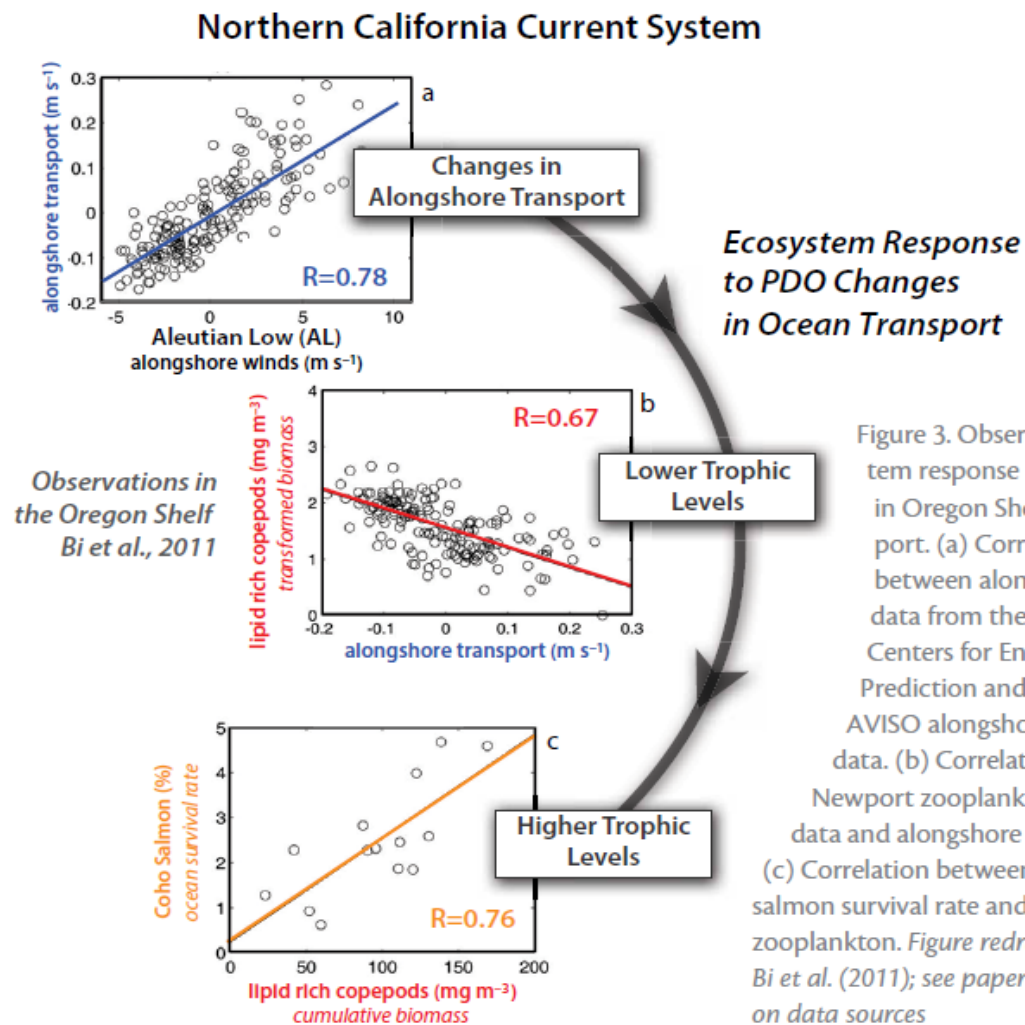 Northern California Current System
a
alongshore transport (m s⁻¹)
0.3
0.2
0.1
0
-0.1
-0.2
R=0.78
-5
0
5
10
Aleutian Low (AL)
alongshore winds (m s⁻¹)
Changes in
Alongshore Transport
Ecosystem Response
to PDO Changes
in Ocean Transport
Observations in
the Oregon Shelf
Bi et al., 2011
b
lipid rich copepods (mg m⁻³)
transformed biomass
4
3
2
1
0
R=0.67
-0.2
-0.1
0
0.1
0.2
0.3
alongshore transport (m s⁻¹)
Lower Trophic
Levels
c
Coho Salmon (%)
ocean survival rate
5
4
3
2
1
0
R=0.76
0
50
100
150
200
lipid rich copepods (mg m⁻³)
cumulative biomass
Higher Trophic
Levels
Figure 3. Obser
tem response
in Oregon She
port. (a) Corr
between alon
data from the
Centers for En
Prediction and
AVISO alongsho
data. (b) Correlat
Newport zooplank
data and alongshore
(c) Correlation between
salmon survival rate and
zooplankton. Figure redr
Bi et al. (2011); see paper
on data sources